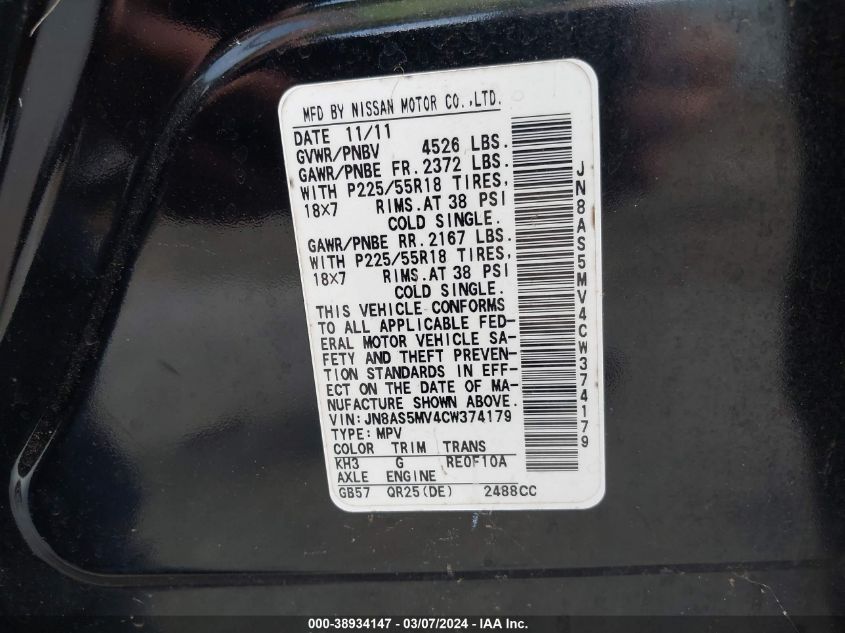 MFD BY NISSAN MOTOR CO.,LTD.
DATE 11/11
GVWR/PNBV 4526 LBS.
GAWR/PNBE FR. 2372 LBS.
WITH P225/55R18 TIRES,
18X7 RIMS.AT 38 PSI
COLD SINGLE.
GAWR/PNBE RR. 2167 LBS.
WITH P225/55R18 TIRES,
18X7 RIMS.AT 38 PSI
COLD SINGLE.
THIS VEHICLE CONFORMS
TO ALL APPLICABLE FED-
ERAL MOTOR VEHICLE SA-
FETY AND THEFT PREVEN-
TION STANDARDS IN EFF-
ECT ON THE DATE OF MA-
NUFACTURE SHOWN ABOVE.
VIN:JN8AS5MV4CW374179
TYPE:MPV
COLOR TRIM TRANS
KH3 G RE0F10A
AXLE ENGINE
GB57 QR25(DE) 2488CC
JN8AS5MV4CW374179
000-38934147 - 03/07/2024 - IAAI.com